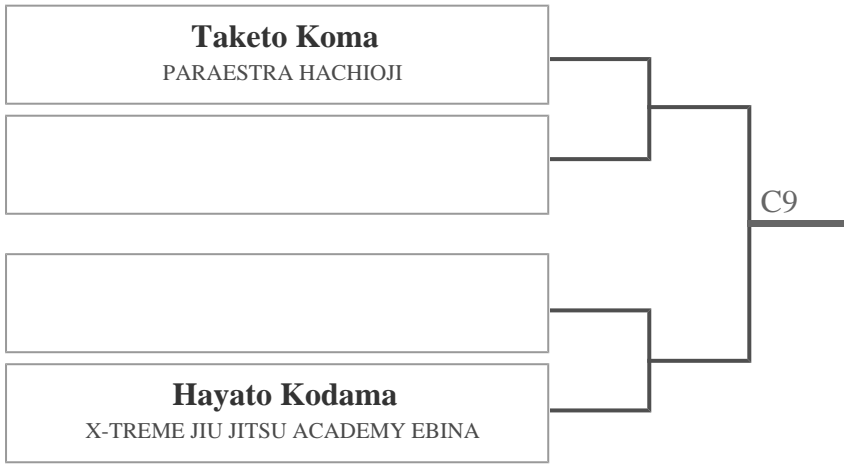 Taketo Koma
PARAESTRA HACHIOJI
C9
Hayato Kodama
X-TREME JIU JITSU ACADEMY EBINA